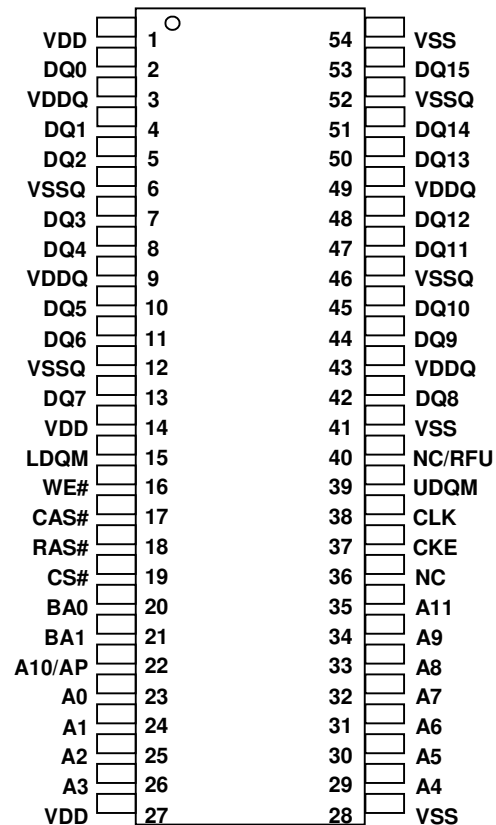 VDD 1 54 VSS
DQ0 2 53 DQ15
VDDQ 3 52 VSSQ
DQ1 4 51 DQ14
DQ2 5 50 DQ13
VSSQ 6 49 VDDQ
DQ3 7 48 DQ12
DQ4 8 47 DQ11
VDDQ 9 46 VSSQ
DQ5 10 45 DQ10
DQ6 11 44 DQ9
VSSQ 12 43 VDDQ
DQ7 13 42 DQ8
VDD 14 41 VSS
LDQM 15 40 NC/RFU
WE# 16 39 UDQM
CAS# 17 38 CLK
RAS# 18 37 CKE
CS# 19 36 NC
BA0 20 35 A11
BA1 21 34 A9
A10/AP 22 33 A8
A0 23 32 A7
A1 24 31 A6
A2 25 30 A5
A3 26 29 A4
VDD 27 28 VSS